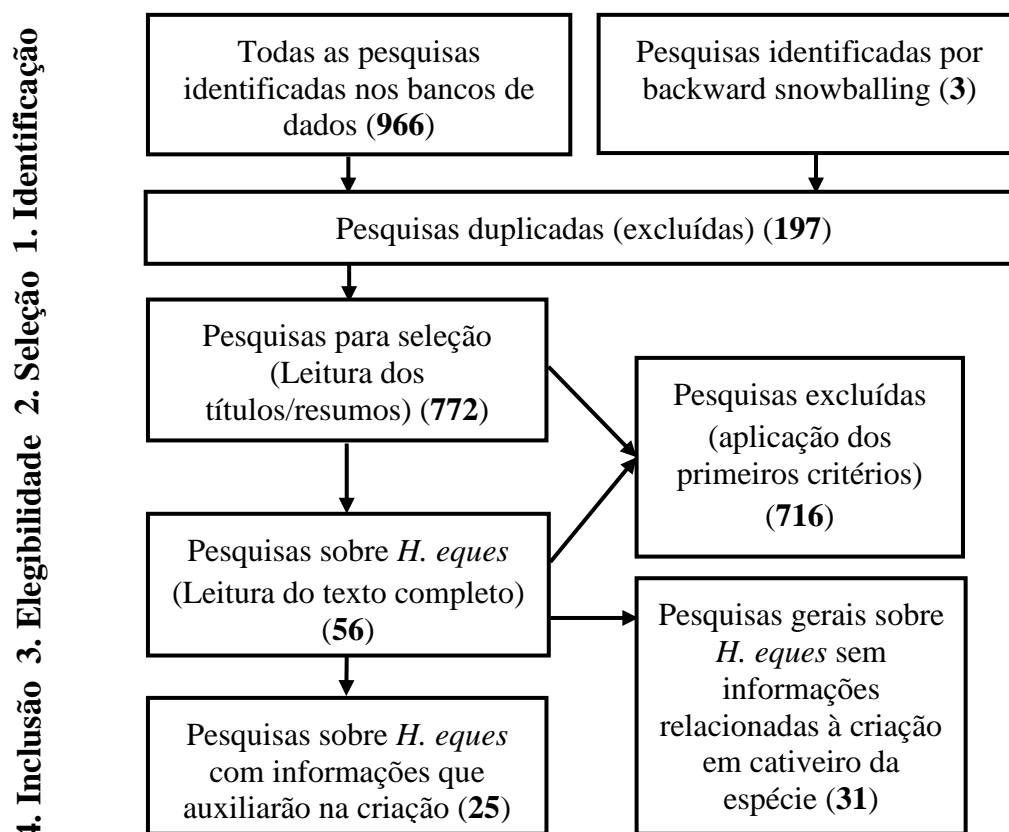 1. Identificação
2. Seleção
3. Elegibilidade
4. Inclusão
Todas as pesquisas
identificadas nos bancos de
dados (966)
Pesquisas identificadas por
backward snowballing (3)
Pesquisas duplicadas (excluídas) (197)
Pesquisas para seleção
(Leitura dos
títulos/resumos) (772)
Pesquisas excluídas
(aplicação dos
primeiros critérios)
(716)
Pesquisas sobre H. eques
(Leitura do texto completo)
(56)
Pesquisas gerais sobre
H. eques sem
informações
relacionadas à criação
em cativeiro da
espécie (31)
Pesquisas sobre H. eques
com informações que
auxiliarão na criação (25)